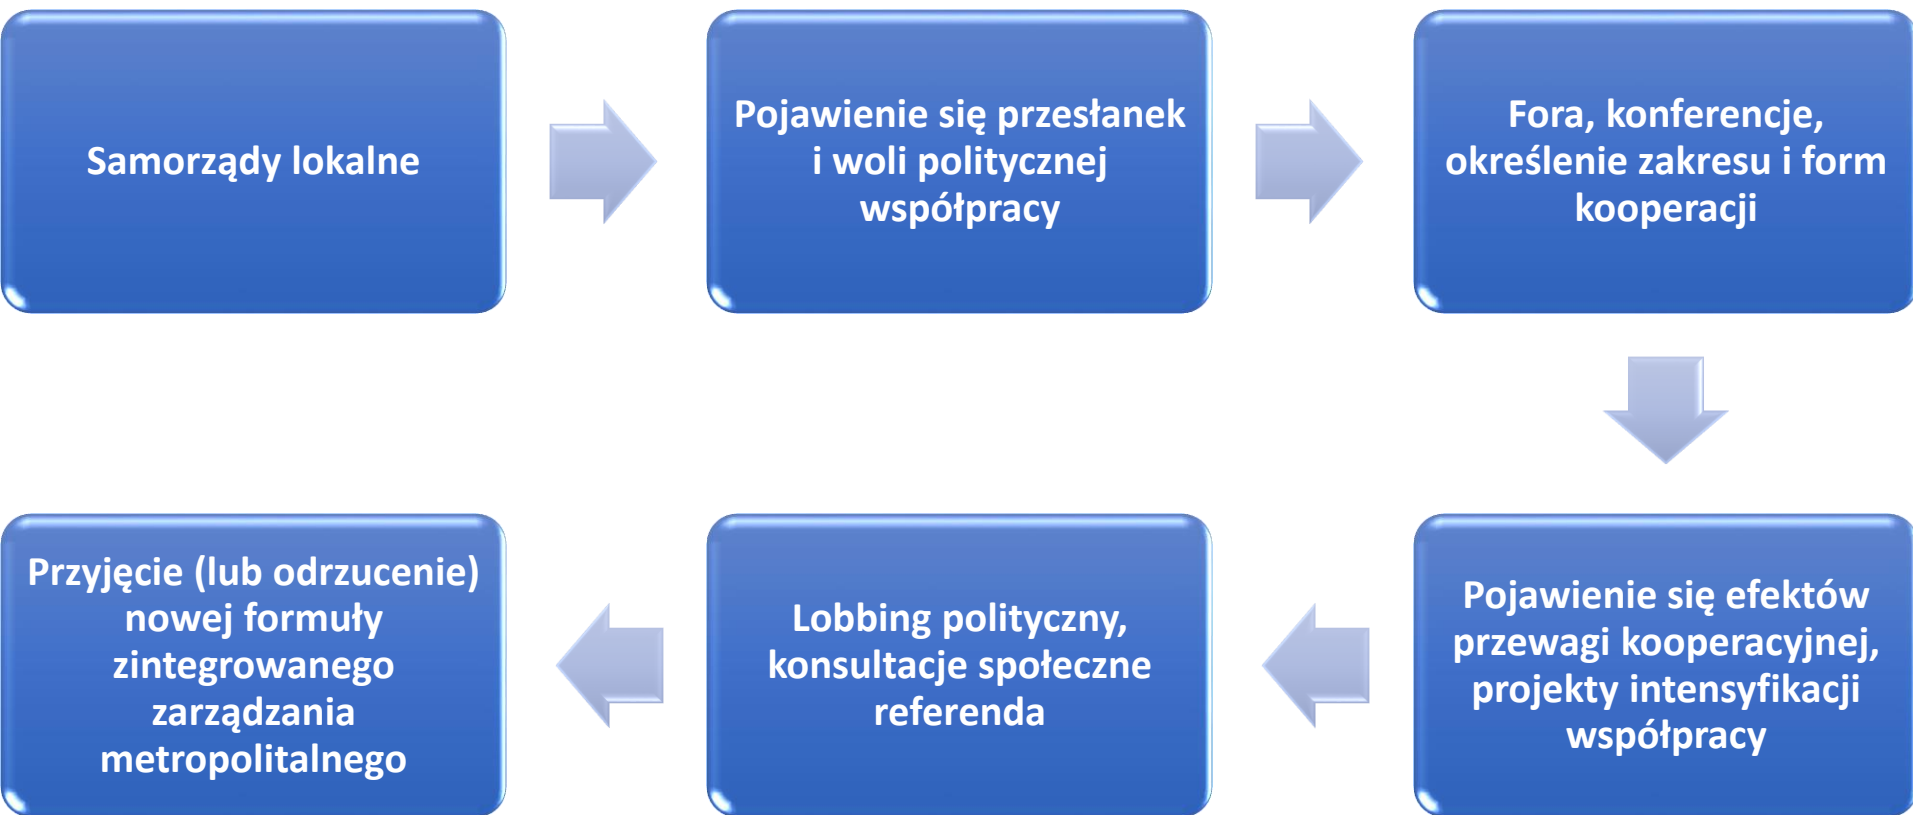 Samorządy lokalne
Pojawienie się przesłanek
i woli politycznej
współpracy
Fora, konferencje,
określenie zakresu i form
kooperacji
Pojawienie się efektów
przewagi kooperacyjnej,
projekty intensyfikacji
współpracy
Lobbing polityczny,
konsultacje społeczne
referenda
Przyjęcie (lub odrzucenie)
nowej formuły
zintegrowanego
zarządzania
metropolitalnego